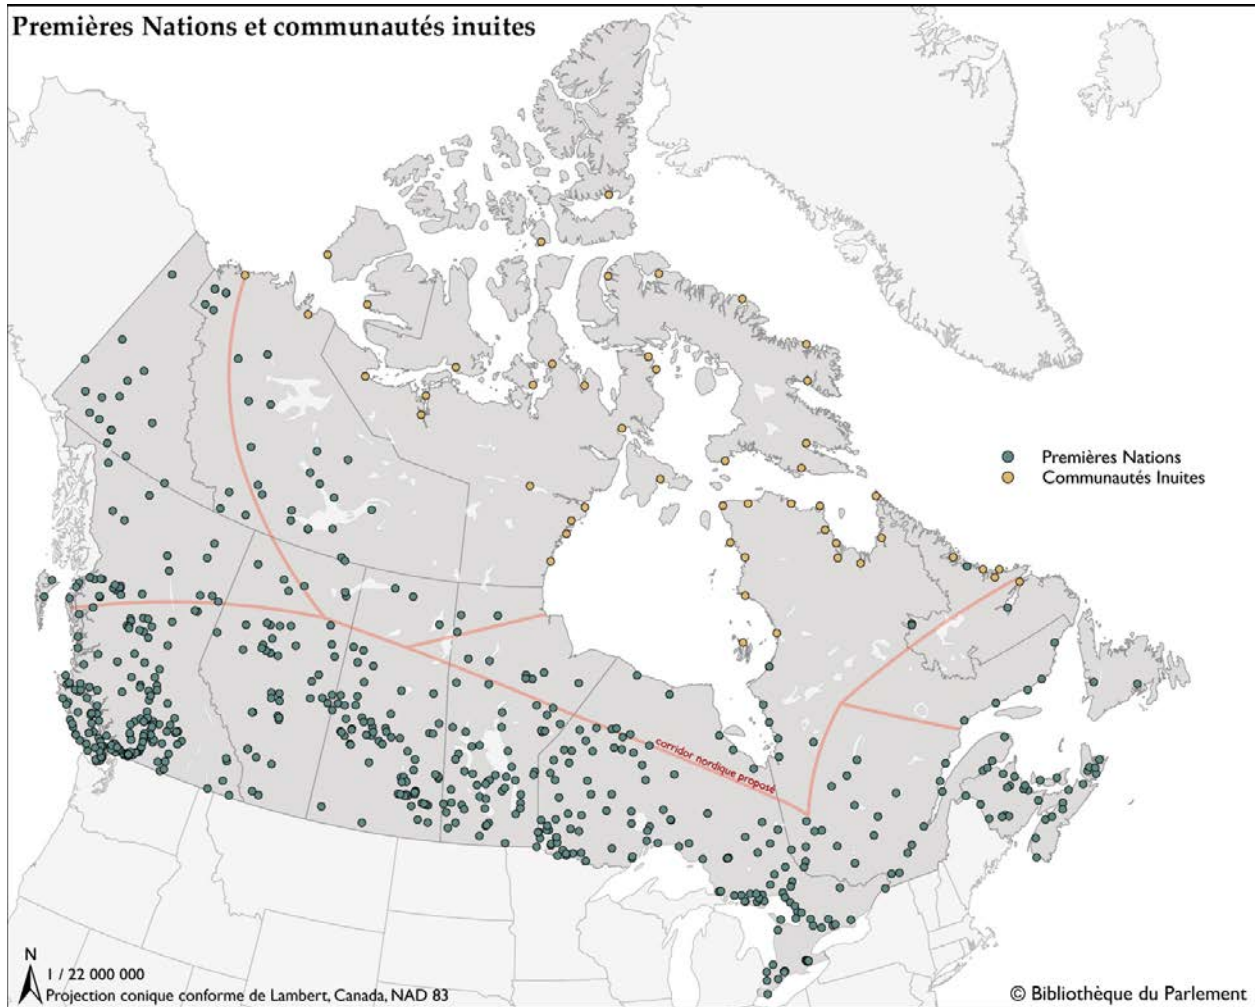 Premières Nations et communautés inuites
Premières Nations
Communautés Inuites
corridor nordique proposé
N
1 / 22 000 000
Projection conique conforme de Lambert, Canada, NAD 83
© Bibliothèque du Parlement